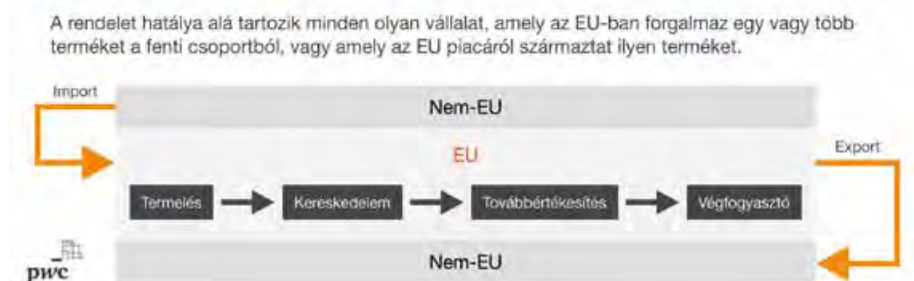 A rendelet hatálya alá tartozik minden olyan vállalat, amely az EU-ban forgalmaz egy vagy több
terméket a fenti csoportból, vagy amely az EU piacáról származtat ilyen terméket.
Import
Nem-EU
EU
Export
Termelés
Kereskedelem
Továbbértékesítés
Végfogyasztó
pwc
Nem-EU